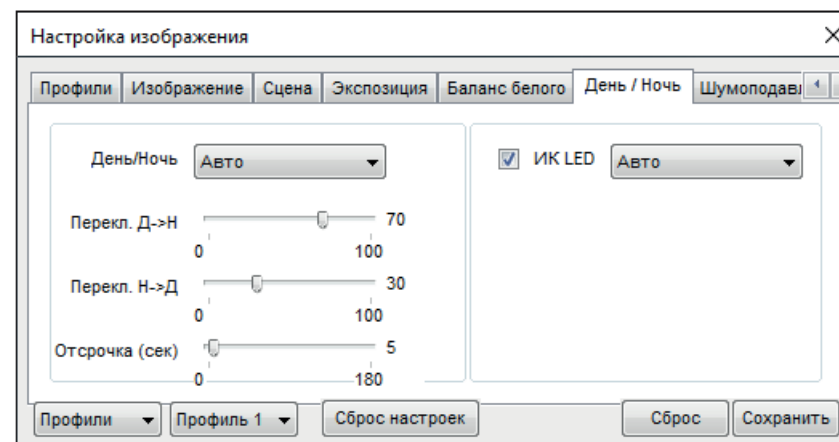 Настройка изображения
Профили Изображение Сцена Экспозиция Баланс белого День / Ночь Шумоподав
День/Ночь Авто
ИК LED Авто
Перекл. Д->Н 70
0 100
Перекл. Н->Д 30
0 100
Отсрочка (сек) 5
0 180
Профили Профиль 1 Сброс настроек Сброс Сохранить